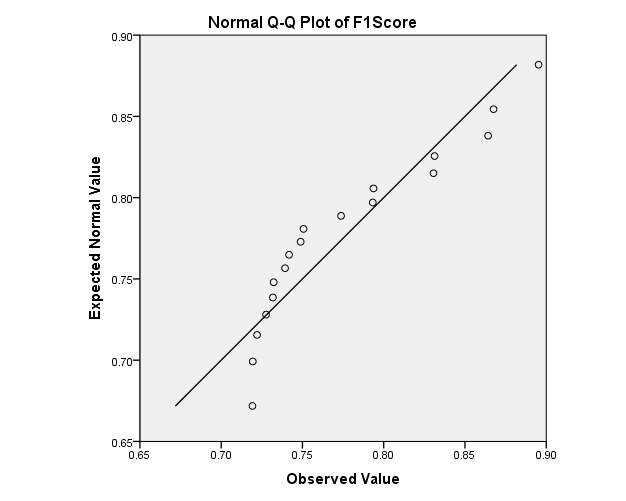 Normal Q-Q Plot of F1Score
0.90
0.85
0.80
0.75
0.70
0.65
Expected Normal Value
0.65 0.70 0.75 0.80 0.85 0.90
Observed Value